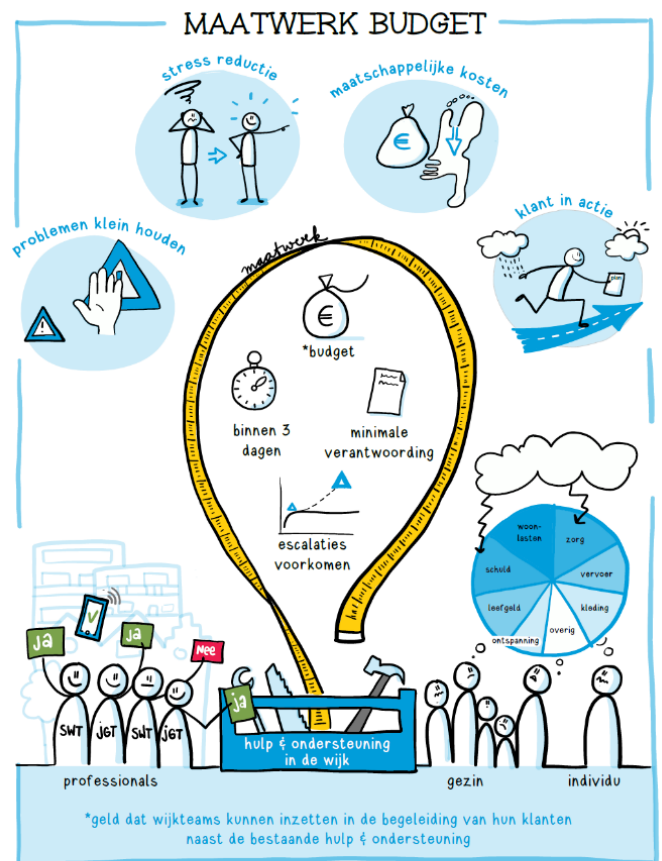 MAATWERK BUDGET
stress reductie
maatschappelijke kosten
problemen klein houden
klant in actie
plan
maatwerk
€
€
*budget
binnen 3
dagen
minimale
verantwoording
escalaties
voorkomen
woon-
lasten
zorg
schuld
vervoer
leefgeld
kleding
ontspanning
overig
ja
V
ja
Nee
ja
SWT
JGT
SWT
JGT
hulp & ondersteuning
in de wijk
professionals
gezin
individu
*geld dat wijkteams kunnen inzetten in de begeleiding van hun klanten
naast de bestaande hulp & ondersteuning